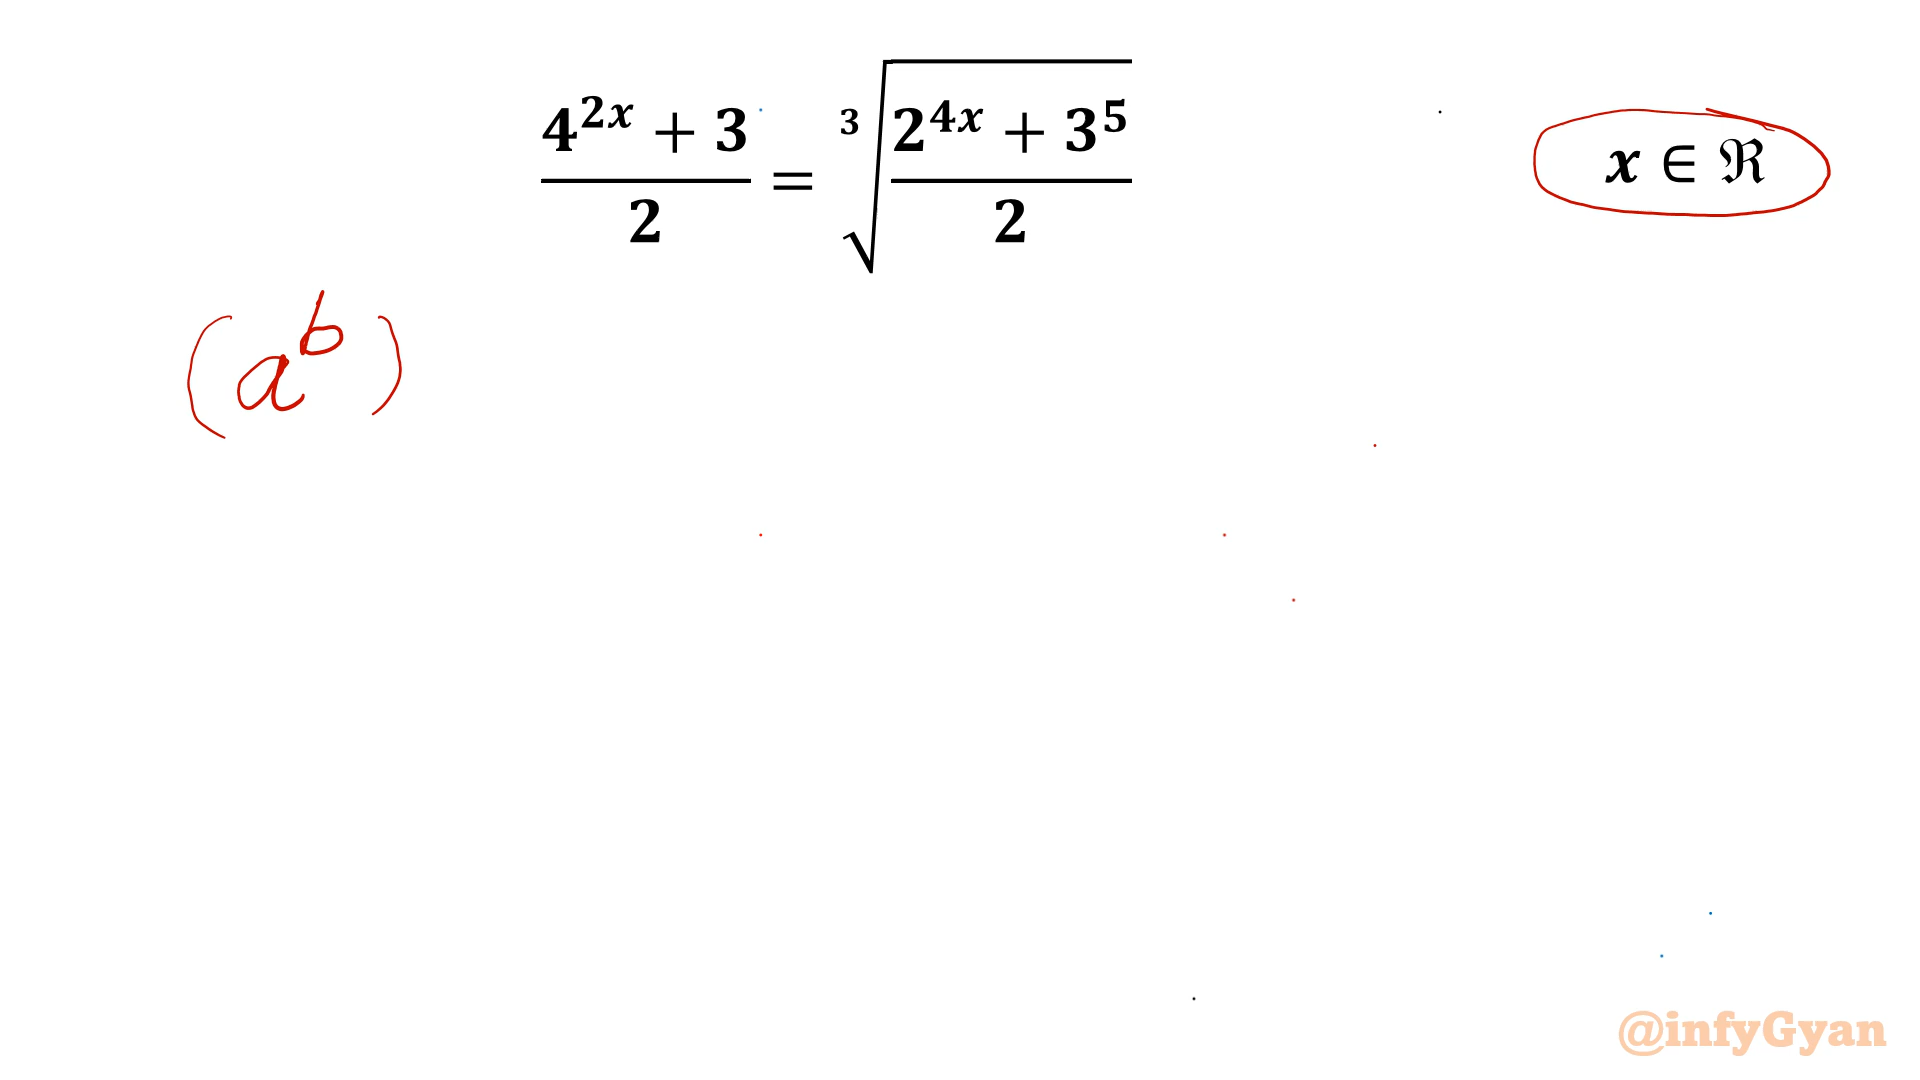 (4^{2x} + 3)/2 = ∛((2^{4x} + 3^5)/2)
x ∈ ℜ
(a^b)
@infyGyan